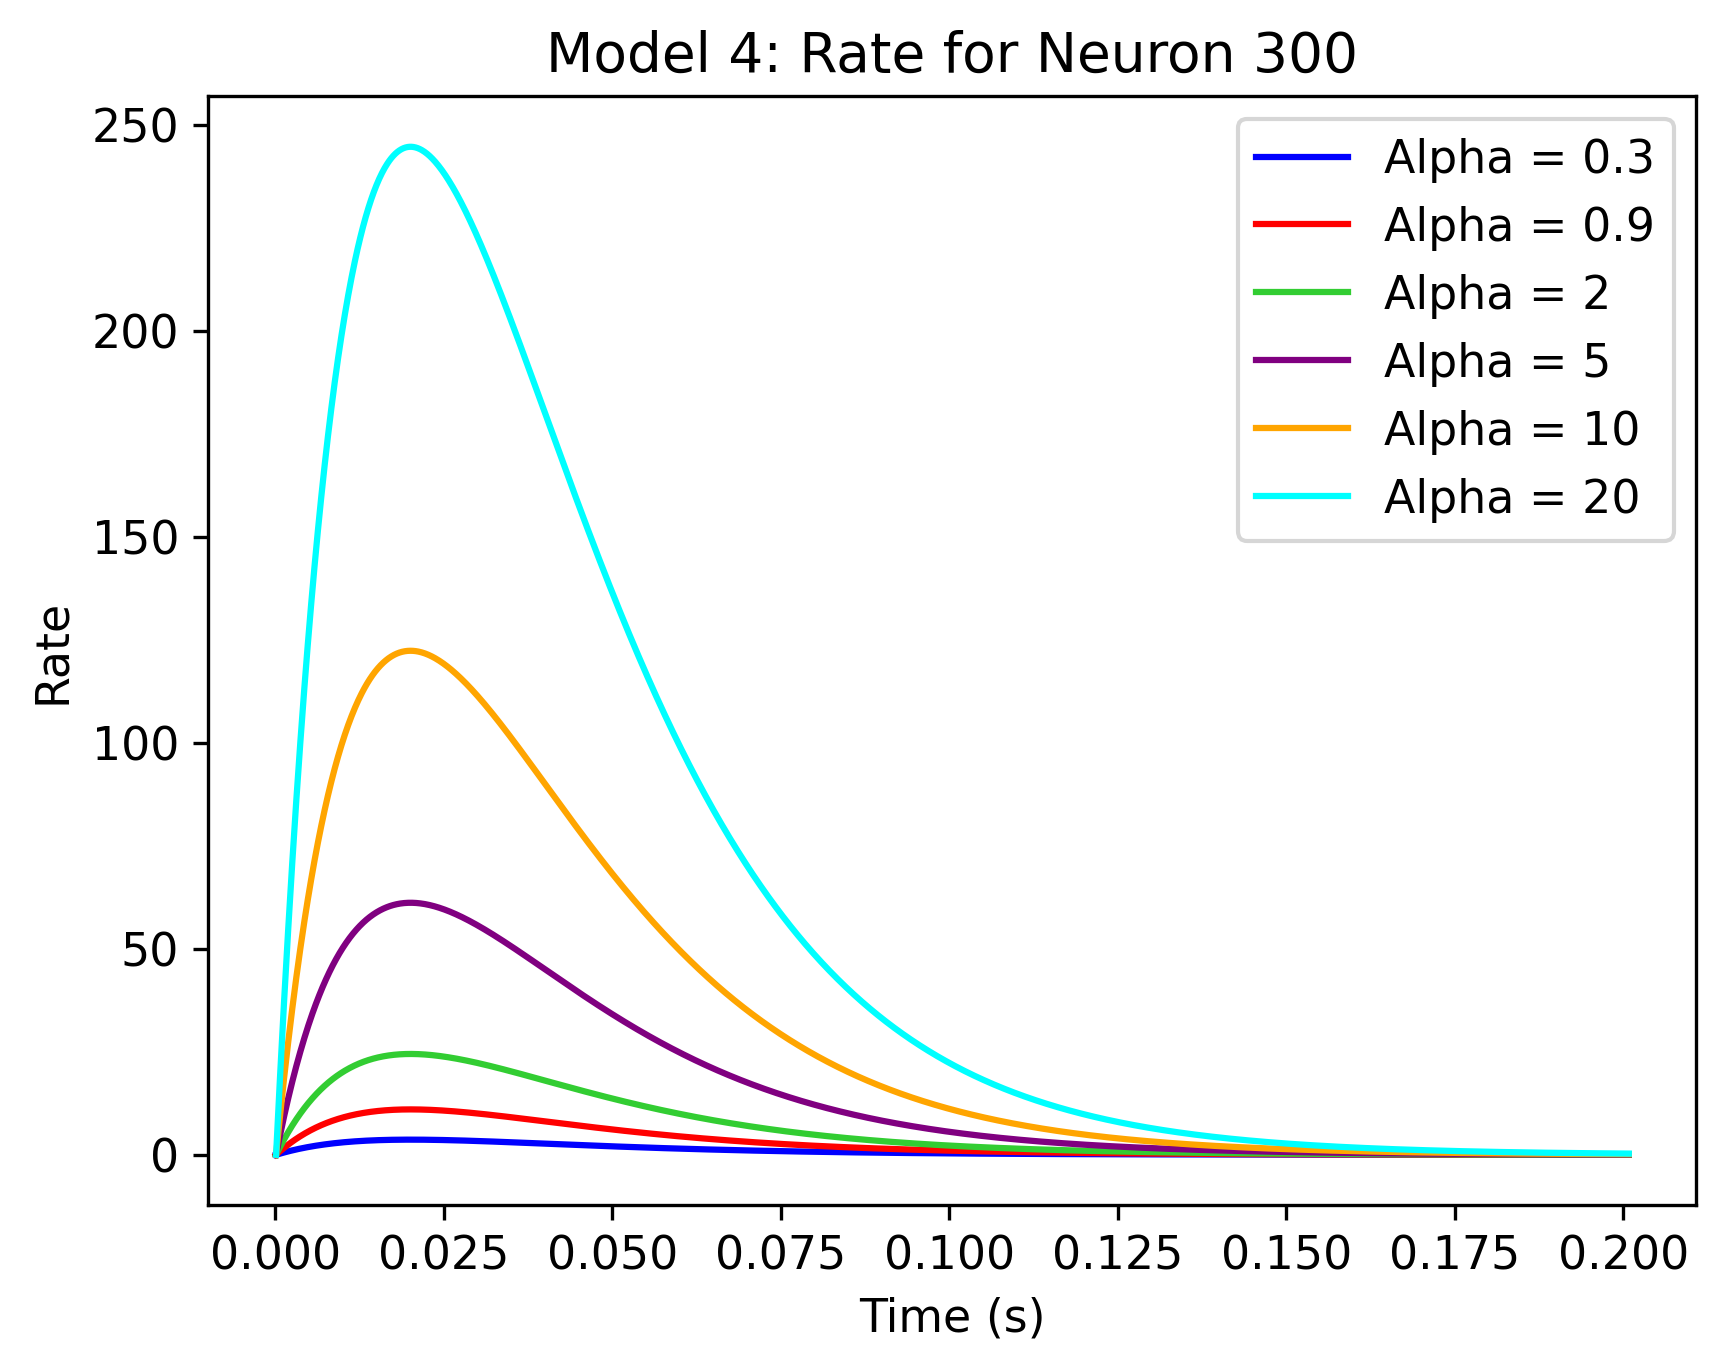 Model 4: Rate for Neuron 300
250
200
150
100
50
0
Rate
Alpha = 0.3
Alpha = 0.9
Alpha = 2
Alpha = 5
Alpha = 10
Alpha = 20
0.000 0.025 0.050 0.075 0.100 0.125 0.150 0.175 0.200
Time (s)